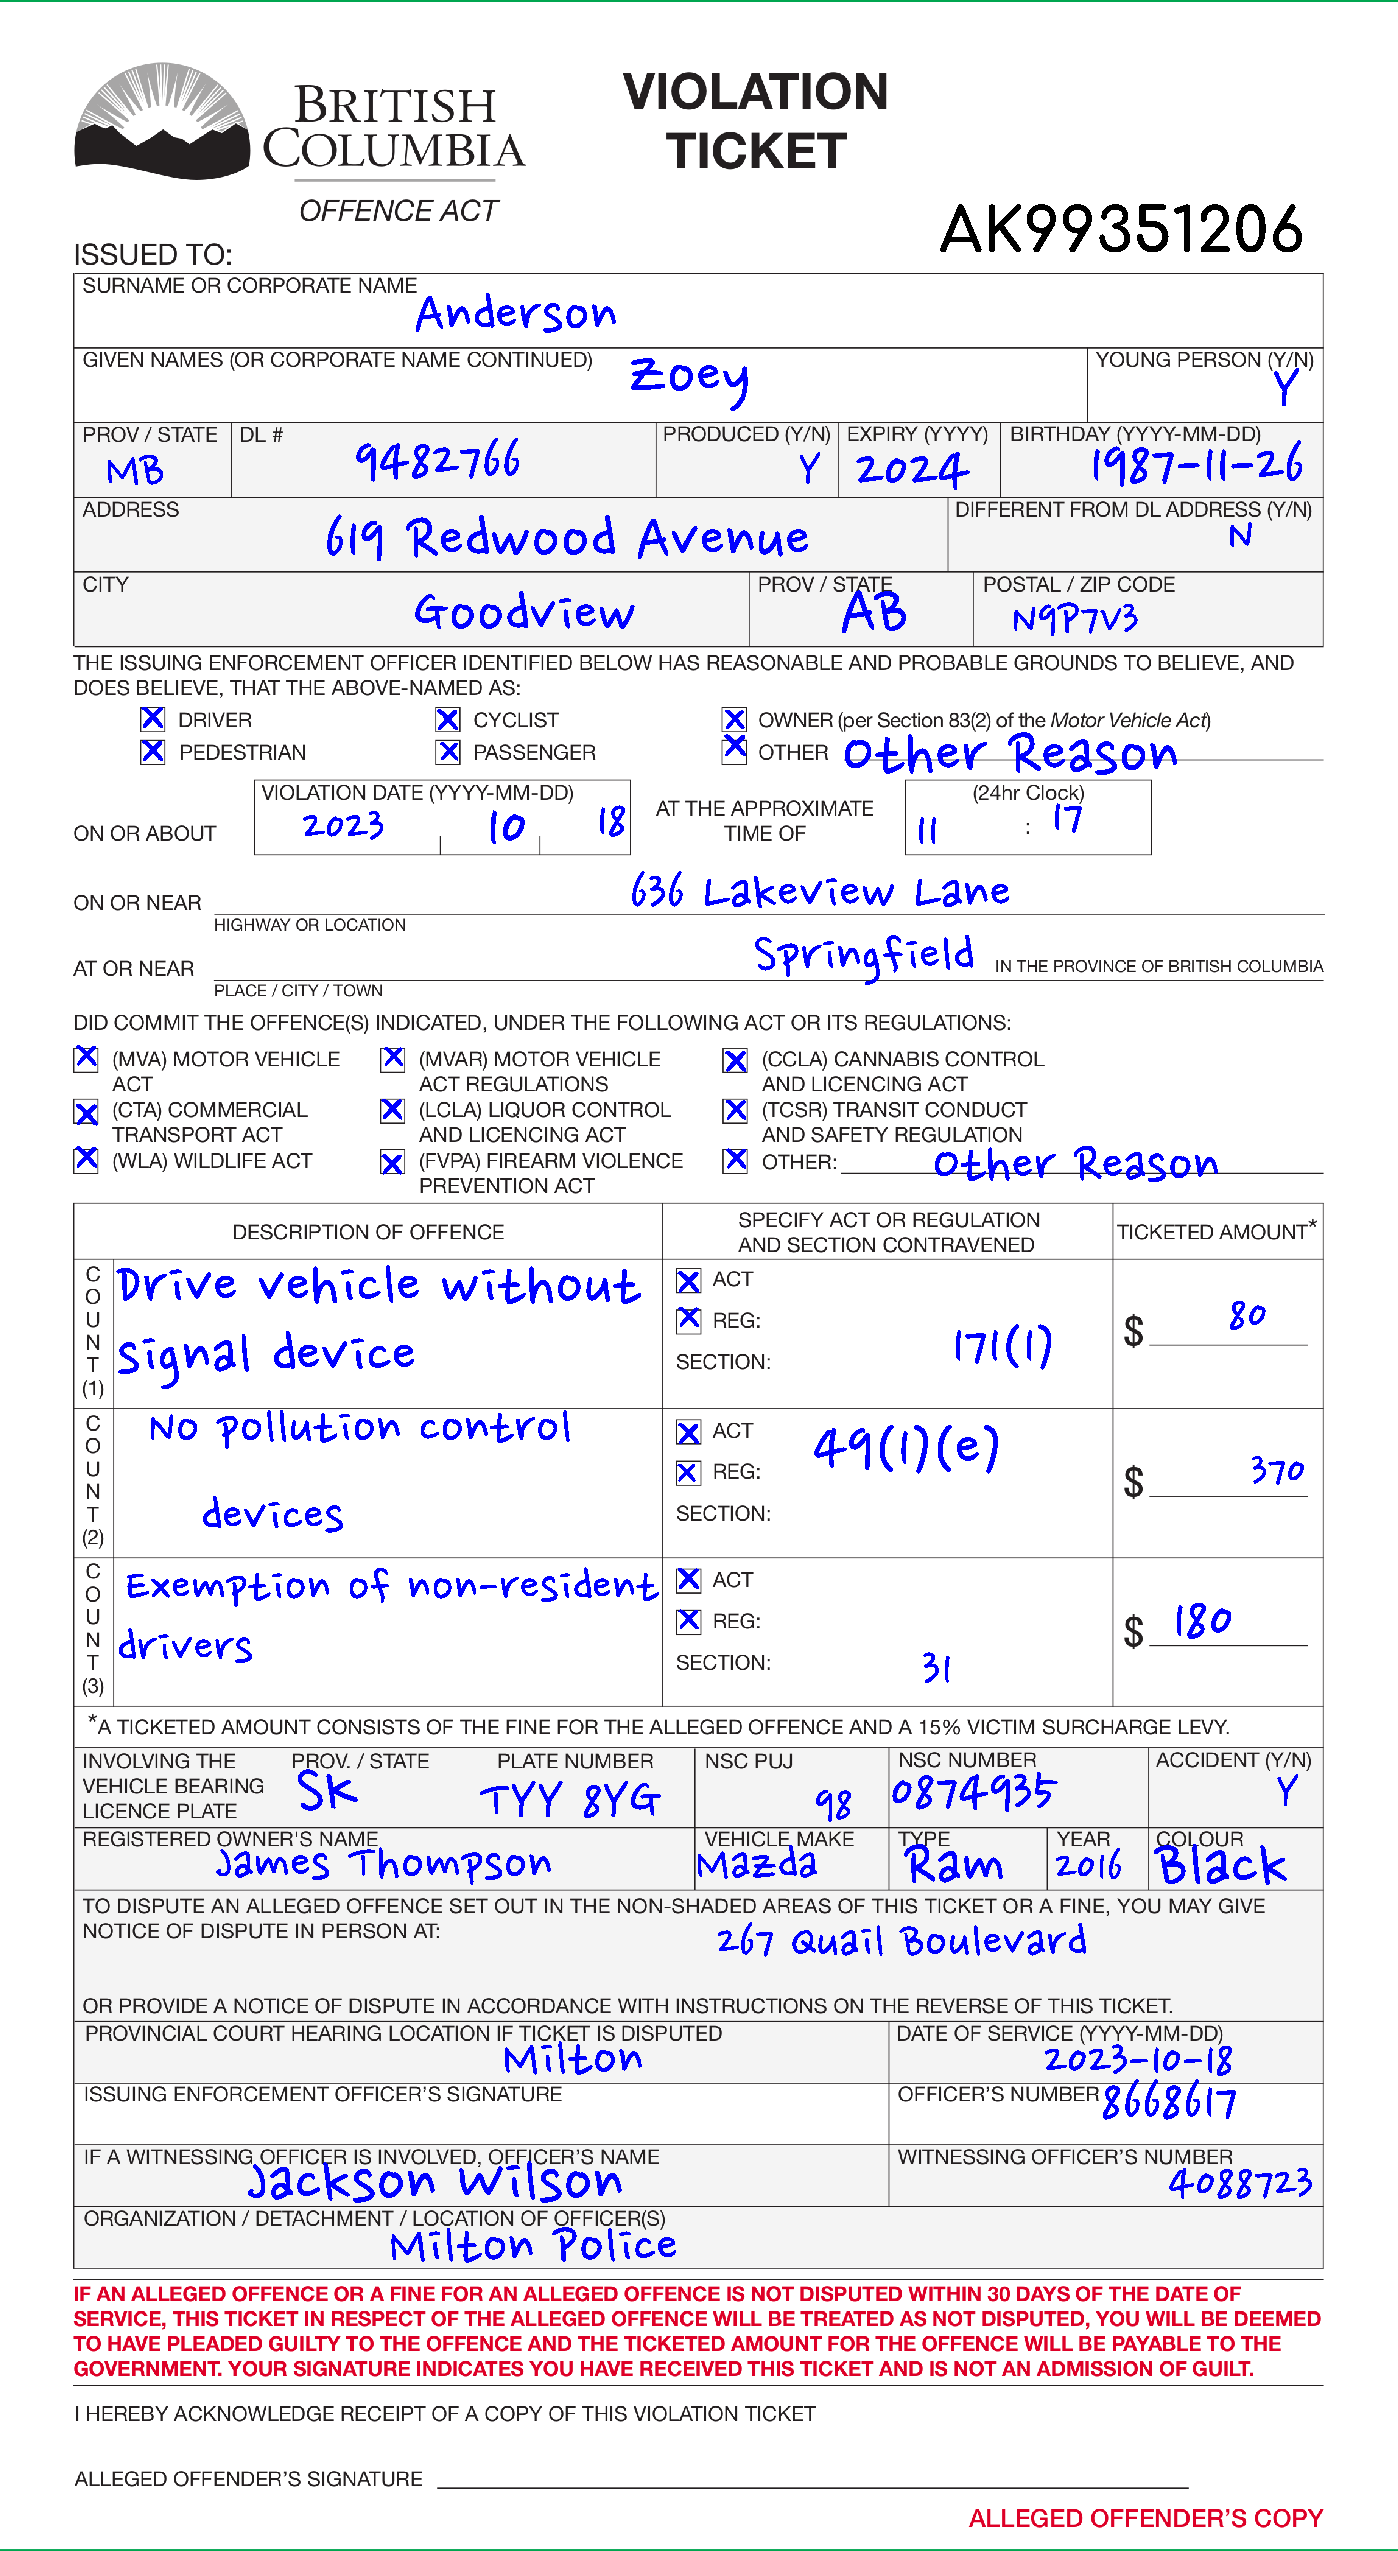 BRITISH
COLUMBIA
OFFENCE ACT
VIOLATION
TICKET
AK99351206
ISSUED TO:
SURNAME OR CORPORATE NAME
Anderson
GIVEN NAMES (OR CORPORATE NAME CONTINUED)
Zoey
YOUNG PERSON (Y/N)
Y
PROV / STATE DL # PRODUCED (Y/N) EXPIRY (YYYY) BIRTHDAY (YYYY-MM-DD)
MB 9482766 Y 2024 1987-11-26
ADDRESS DIFFERENT FROM DL ADDRESS (Y/N)
619 Redwood Avenue N
CITY PROV / STATE POSTAL / ZIP CODE
Goodview AB N9P7V3
THE ISSUING ENFORCEMENT OFFICER IDENTIFIED BELOW HAS REASONABLE AND PROBABLE GROUNDS TO BELIEVE, AND
DOES BELIEVE, THAT THE ABOVE-NAMED AS:
X DRIVER X CYCLIST X OWNER (per Section 83(2) of the Motor Vehicle Act)
X PEDESTRIAN X PASSENGER X OTHER Other Reason
VIOLATION DATE (YYYY-MM-DD) AT THE APPROXIMATE (24hr Clock)
ON OR ABOUT 2023 10 18 TIME OF 11 : 17
ON OR NEAR 636 Lakeview Lane
HIGHWAY OR LOCATION
AT OR NEAR Springfield IN THE PROVINCE OF BRITISH COLUMBIA
PLACE / CITY / TOWN
DID COMMIT THE OFFENCE(S) INDICATED, UNDER THE FOLLOWING ACT OR ITS REGULATIONS:
X (MVA) MOTOR VEHICLE X (MVAR) MOTOR VEHICLE X (CCLA) CANNABIS CONTROL
ACT ACT REGULATIONS AND LICENCING ACT
X (CTA) COMMERCIAL X (LCLA) LIQUOR CONTROL X (TCSR) TRANSIT CONDUCT
TRANSPORT ACT AND LICENCING ACT AND SAFETY REGULATION
X (WLA) WILDLIFE ACT X (FVPA) FIREARM VIOLENCE X OTHER: Other Reason
PREVENTION ACT
DESCRIPTION OF OFFENCE
SPECIFY ACT OR REGULATION
AND SECTION CONTRAVENED
TICKETED AMOUNT*
COUNT (1)
Drive vehicle without
signal device
X ACT
X REG:
SECTION: 171(1)
$ 80
COUNT (2)
No pollution control
devices
X ACT
X REG:
SECTION:
49(1)(e)
$ 370
COUNT (3)
Exemption of non-resident
drivers
X ACT
X REG:
SECTION: 31
$ 180
*A TICKETED AMOUNT CONSISTS OF THE FINE FOR THE ALLEGED OFFENCE AND A 15% VICTIM SURCHARGE LEVY.
INVOLVING THE
VEHICLE BEARING
LICENCE PLATE
PROV. / STATE PLATE NUMBER NSC PUJ NSC NUMBER ACCIDENT (Y/N)
SK TYY 8YG 98 0874935 Y
REGISTERED OWNER'S NAME VEHICLE MAKE TYPE YEAR COLOUR
James Thompson Mazda Ram 2016 Black
TO DISPUTE AN ALLEGED OFFENCE SET OUT IN THE NON-SHADED AREAS OF THIS TICKET OR A FINE, YOU MAY GIVE
NOTICE OF DISPUTE IN PERSON AT:
267 Quail Boulevard
OR PROVIDE A NOTICE OF DISPUTE IN ACCORDANCE WITH INSTRUCTIONS ON THE REVERSE OF THIS TICKET.
PROVINCIAL COURT HEARING LOCATION IF TICKET IS DISPUTED DATE OF SERVICE (YYYY-MM-DD)
Milton 2023-10-18
ISSUING ENFORCEMENT OFFICER'S SIGNATURE OFFICER'S NUMBER 8668617
IF A WITNESSING OFFICER IS INVOLVED, OFFICER'S NAME WITNESSING OFFICER'S NUMBER
Jackson Wilson 4088723
ORGANIZATION / DETACHMENT / LOCATION OF OFFICER(S)
Milton Police
IF AN ALLEGED OFFENCE OR A FINE FOR AN ALLEGED OFFENCE IS NOT DISPUTED WITHIN 30 DAYS OF THE DATE OF
SERVICE, THIS TICKET IN RESPECT OF THE ALLEGED OFFENCE WILL BE TREATED AS NOT DISPUTED, YOU WILL BE DEEMED
TO HAVE PLEADED GUILTY TO THE OFFENCE AND THE TICKETED AMOUNT FOR THE OFFENCE WILL BE PAYABLE TO THE
GOVERNMENT. YOUR SIGNATURE INDICATES YOU HAVE RECEIVED THIS TICKET AND IS NOT AN ADMISSION OF GUILT.
I HEREBY ACKNOWLEDGE RECEIPT OF A COPY OF THIS VIOLATION TICKET
ALLEGED OFFENDER'S SIGNATURE
ALLEGED OFFENDER'S COPY